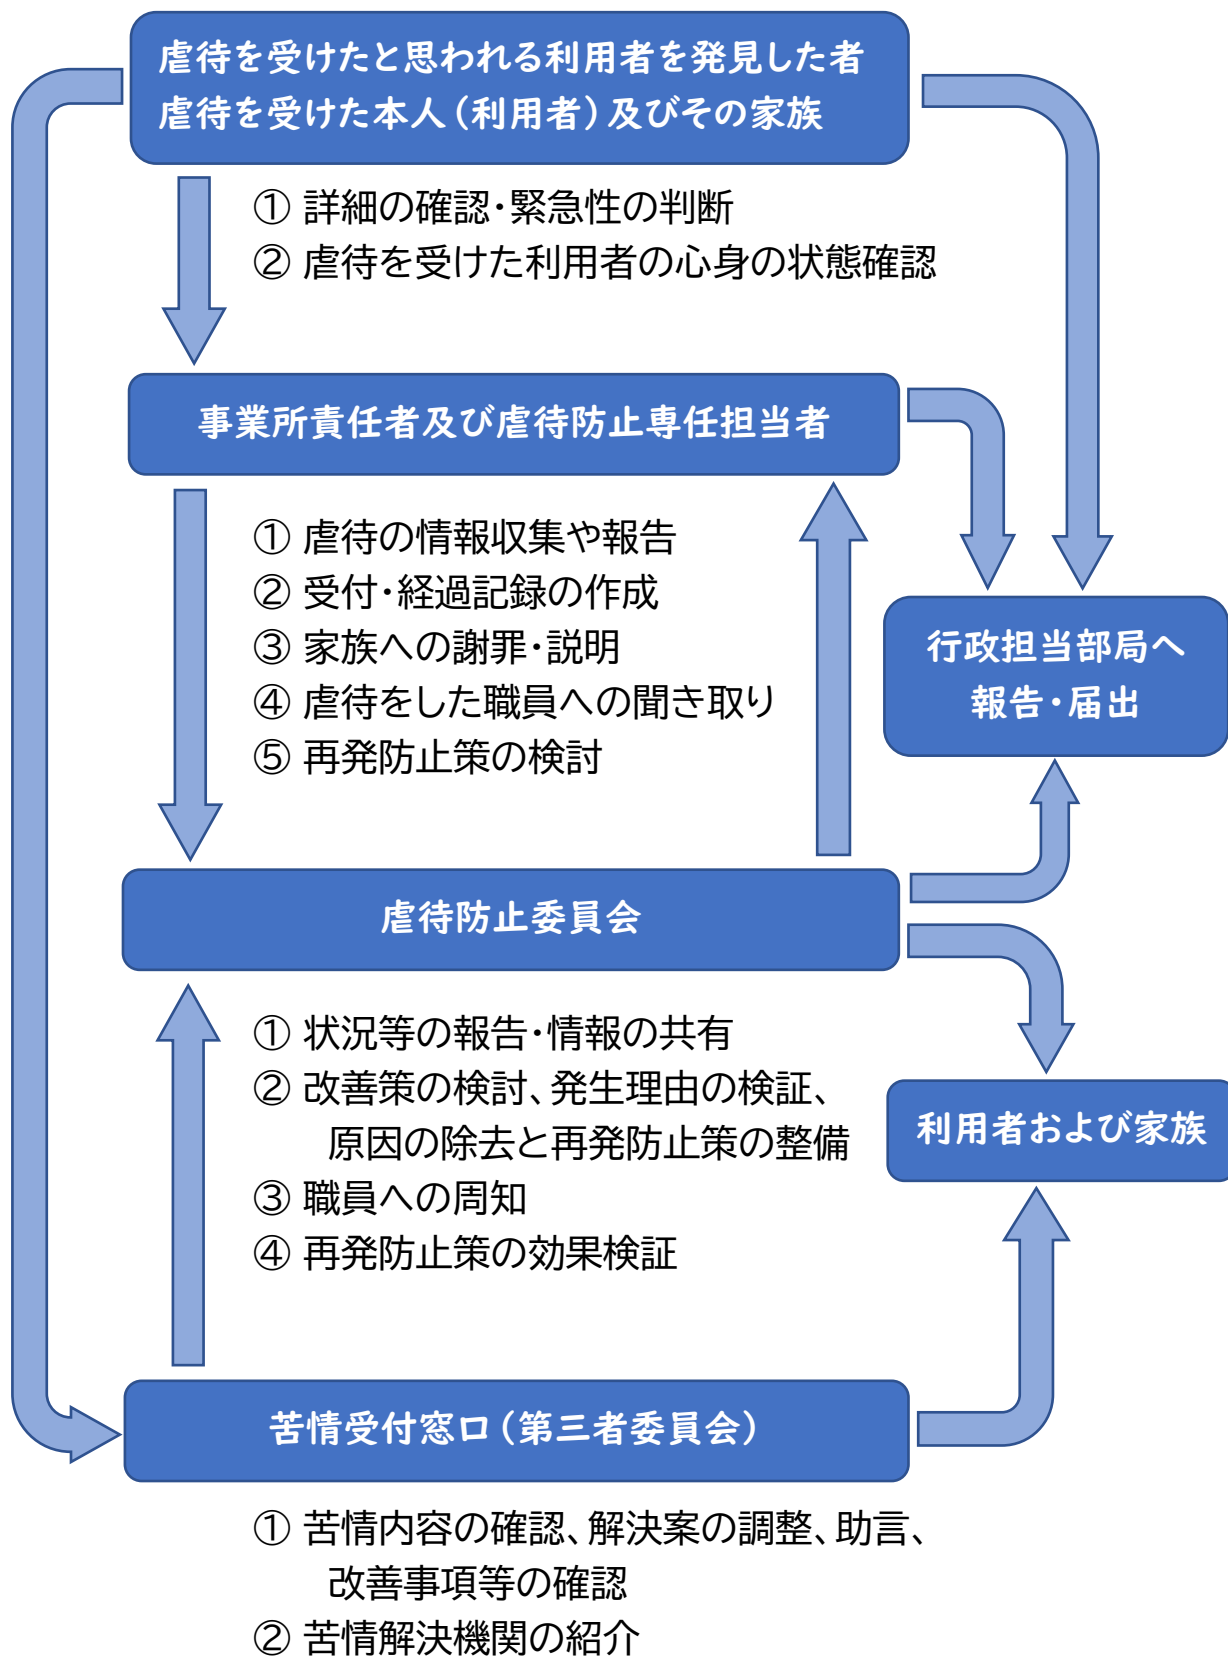 虐待を受けたと思われる利用者を発見した者
虐待を受けた本人（利用者）及びその家族
① 詳細の確認・緊急性の判断
② 虐待を受けた利用者の心身の状態確認
事業所責任者及び虐待防止専任担当者
① 虐待の情報収集や報告
② 受付・経過記録の作成
③ 家族への謝罪・説明
④ 虐待をした職員への聞き取り
⑤ 再発防止策の検討
行政担当部局へ
報告・届出
虐待防止委員会
① 状況等の報告・情報の共有
② 改善策の検討、発生理由の検証、
原因の除去と再発防止策の整備
③ 職員への周知
④ 再発防止策の効果検証
利用者および家族
苦情受付窓口（第三者委員会）
① 苦情内容の確認、解決案の調整、助言、
改善事項等の確認
② 苦情解決機関の紹介